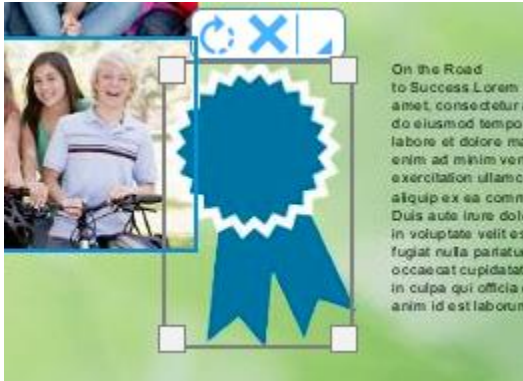 On the Road
to Success Lorem
amet, consectetur
do eiusmod tempo
labore et dolore ma
enim ad minim ven
exercitation ullamc
aliquip ex ea comm
Duis aute irure dol
in voluptate velit es
fugiat nulla pariatu
occaecat cupidatat
in culpa qui officia
anim id est laborum